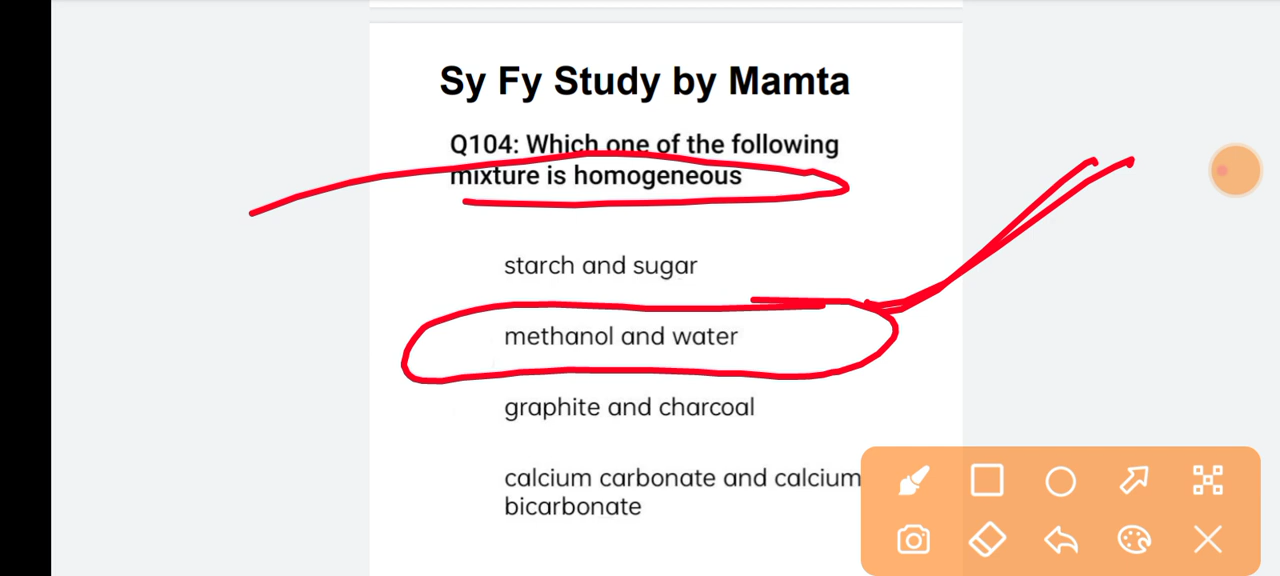 Sy Fy Study by Mamta
Q104: Which one of the following
mixture is homogeneous
starch and sugar
methanol and water
graphite and charcoal
calcium carbonate and calcium
bicarbonate